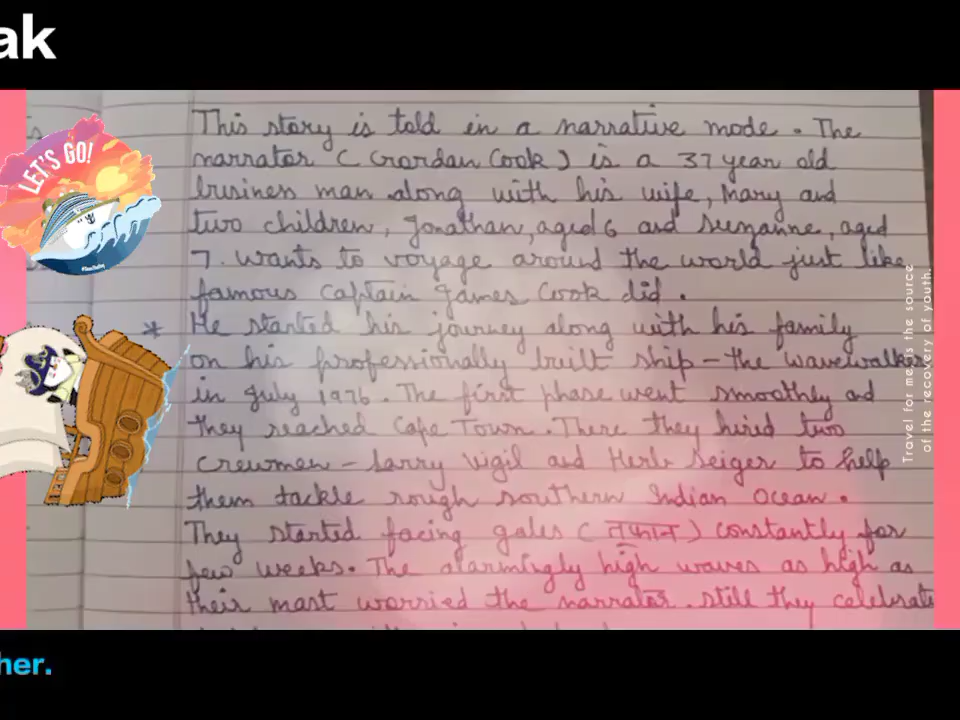 ak
LET'S GO!
This story is told in a narrative mode. The
narrator (Grordan Cook) is a 37 year old
business man along with his wife, Mary and
two children, Jonathan, aged 6 and Suzanne, aged
7. wants to voyage around the world just like
famous Captain James Cook did.
* He started his journey along with his family
on his professionally built ship - the wavewalker
in July 1976. The first phase went smoothly and
they reached Cape Town. There they hired two
crewmen - Larry Vigil and Herb Seiger to help
them tackle rough southern Indian Ocean.
They started facing gales (तूफान) constantly for
few weeks. The alarmingly high waves as high as
their mast worried the narrator. still they celebrate
Travel for me as the source
of the recovery of youth.
her.